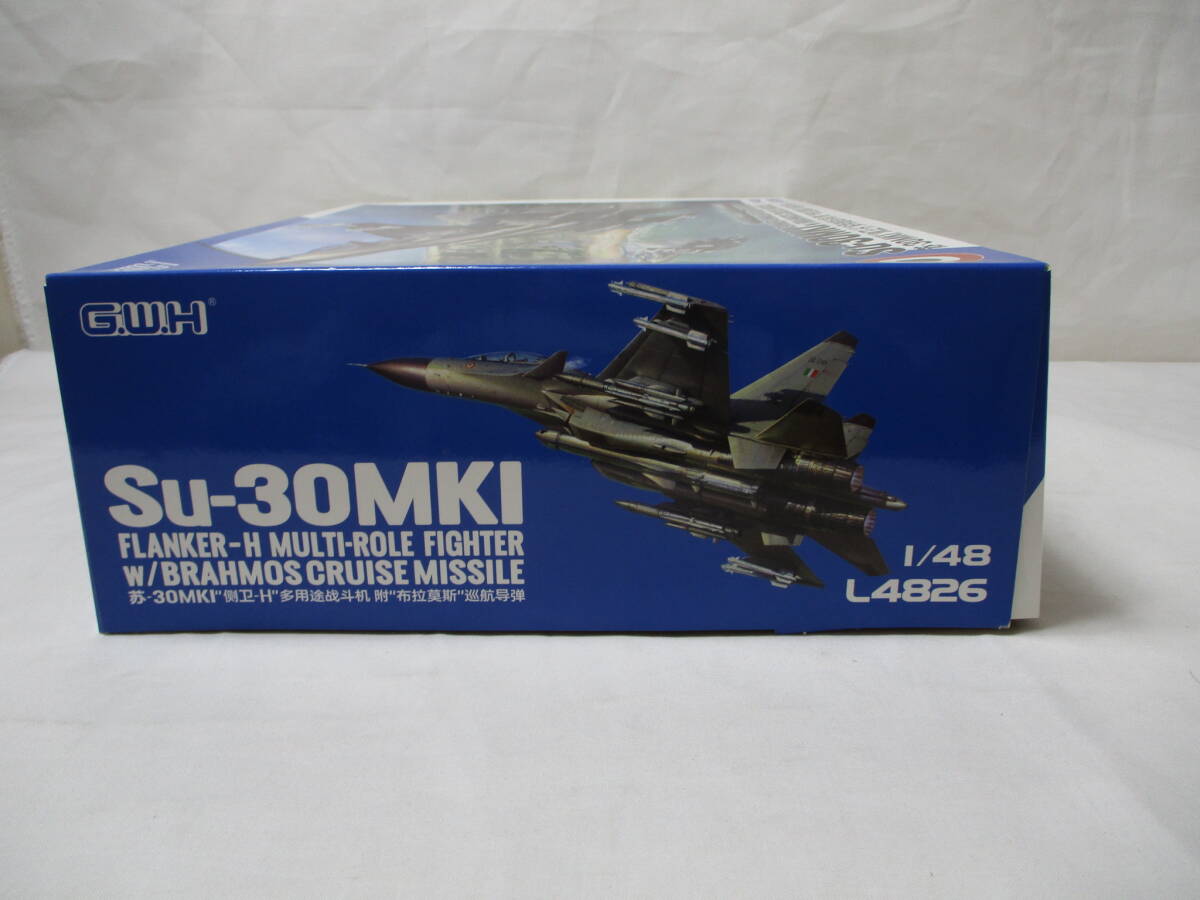 G.W.H®
Su-30MKI
FLANKER-H MULTI-ROLE FIGHTER
W/BRAHMOS CRUISE MISSILE
苏-30MKI"侧卫-H"多用途战斗机 附"布拉莫斯"巡航导弹
1/48
L4826